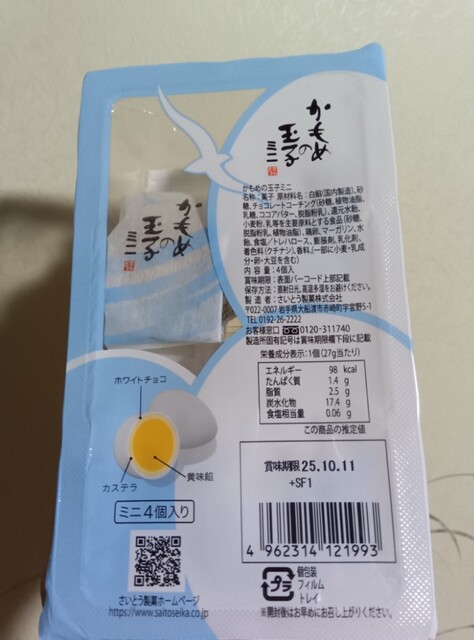 かもめの玉子
ミニ
かもめの玉子
ミニ
かもめの玉子ミニ
名称:菓子 原材料名:白餡(国内製造)、砂
糖、チョコレートコーチング(砂糖、植物油脂、
乳糖、ココアバター、脱脂粉乳)、還元水飴、
小麦粉、乳等を主要原料とする食品(砂糖、
脱脂粉乳、植物油脂)、鶏卵、マーガリン、水
飴、食塩/トレハロース、膨脹剤、乳化剤、
着色料(クチナシ)、香料、(一部に小麦・乳成
分・卵・大豆を含む)
内容量:4個入
賞味期限:表面バーコード上部記載
保存方法:直射日光、高温多湿をお避けください。
製造者:さいとう製菓株式会社
〒022-0007 岩手県大船渡市赤崎町字宮野5-1
TEL 0192-26-2222
お客様窓口 0120-311740
製造所固有記号は賞味期限欄下段に記載
栄養成分表示:1個(27g当たり)
エネルギー 98 kcal
たんぱく質 1.4 g
脂質 2.5 g
炭水化物 17.4 g
食塩相当量 0.06 g
この商品の推定値
ホワイトチョコ
カステラ
黄味餡
ミニ4個入り
賞味期限 25.10.11
+SF1
4 962314 121993
プラ
個包装
フィルム
トレイ
さいとう製菓ホームページ
https://www.saitoseika.co.jp
※開封後はお早めにお召し上がりください。